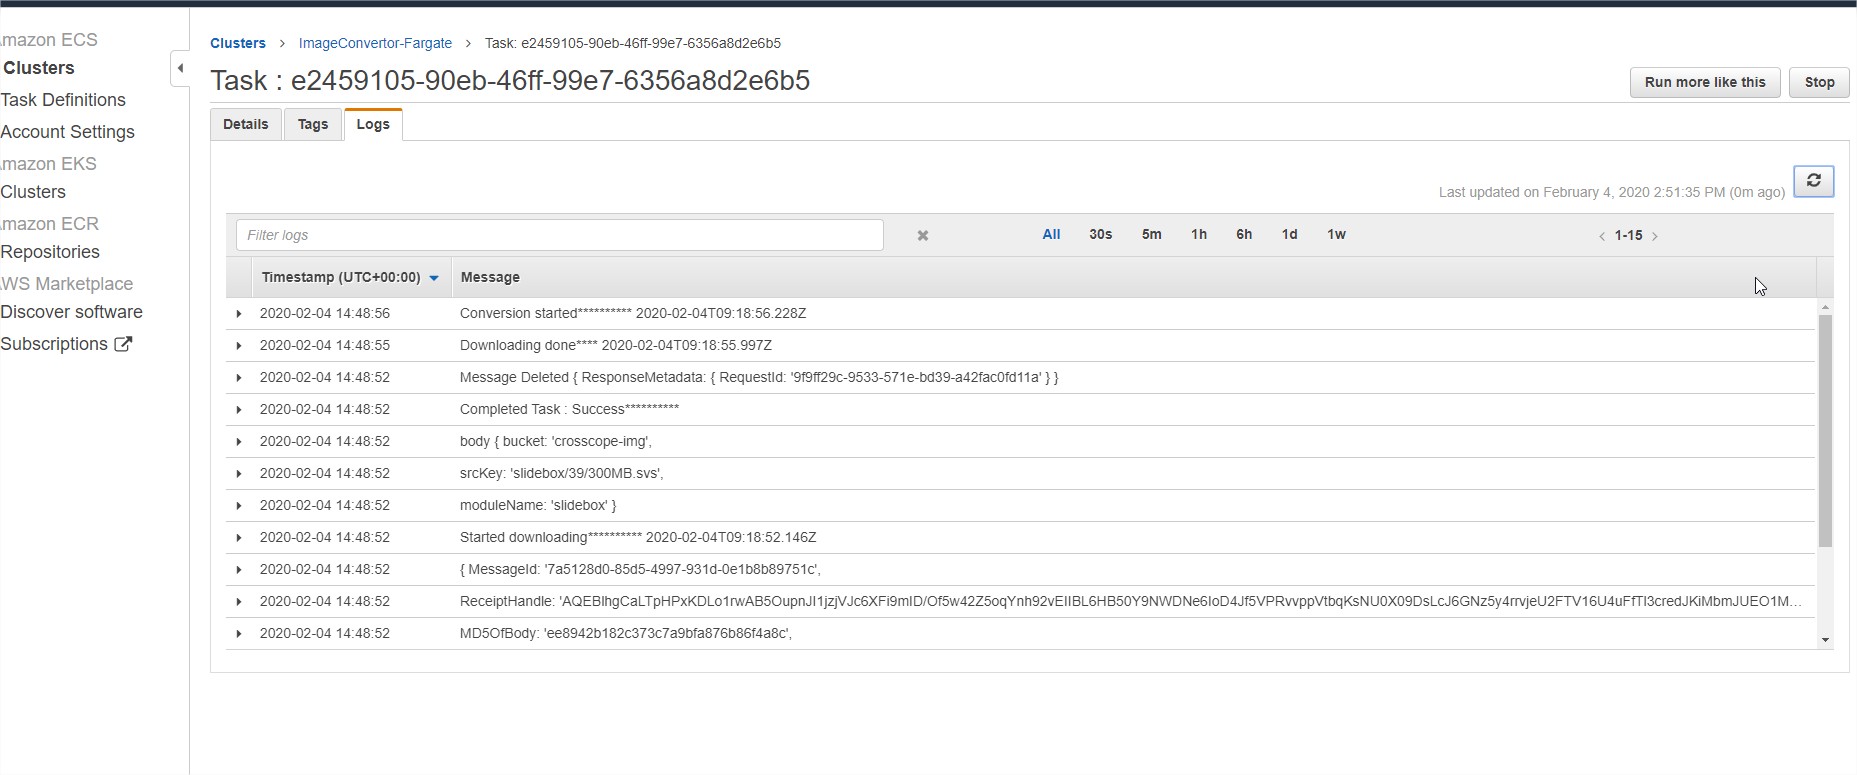 mazon ECS
Clusters
Task Definitions
Account Settings
mazon EKS
Clusters
mazon ECR
Repositories
WS Marketplace
Discover software
Subscriptions
Clusters > ImageConvertor-Fargate > Task: e2459105-90eb-46ff-99e7-6356a8d2e6b5
Task : e2459105-90eb-46ff-99e7-6356a8d2e6b5
Run more like this Stop
Details Tags Logs
Last updated on February 4, 2020 2:51:35 PM (0m ago)
Filter logs All 30s 5m 1h 6h 1d 1w < 1-15 >
Timestamp (UTC+00:00) Message
2020-02-04 14:48:56 Conversion started********** 2020-02-04T09:18:56.228Z
2020-02-04 14:48:55 Downloading done**** 2020-02-04T09:18:55.997Z
2020-02-04 14:48:52 Message Deleted { ResponseMetadata: { RequestId: '9f9ff29c-9533-571e-bd39-a42fac0fd11a' } }
2020-02-04 14:48:52 Completed Task : Success**********
2020-02-04 14:48:52 body { bucket: 'crosscope-img',
2020-02-04 14:48:52 srcKey: 'slidebox/39/300MB.svs',
2020-02-04 14:48:52 moduleName: 'slidebox' }
2020-02-04 14:48:52 Started downloading********** 2020-02-04T09:18:52.146Z
2020-02-04 14:48:52 { MessageId: '7a5128d0-85d5-4997-931d-0e1b8b89751c',
2020-02-04 14:48:52 ReceiptHandle:
2020-02-04 14:48:52 MD5OfBody: 'ee8942b182c373c7a9bfa876b86f4a8c',